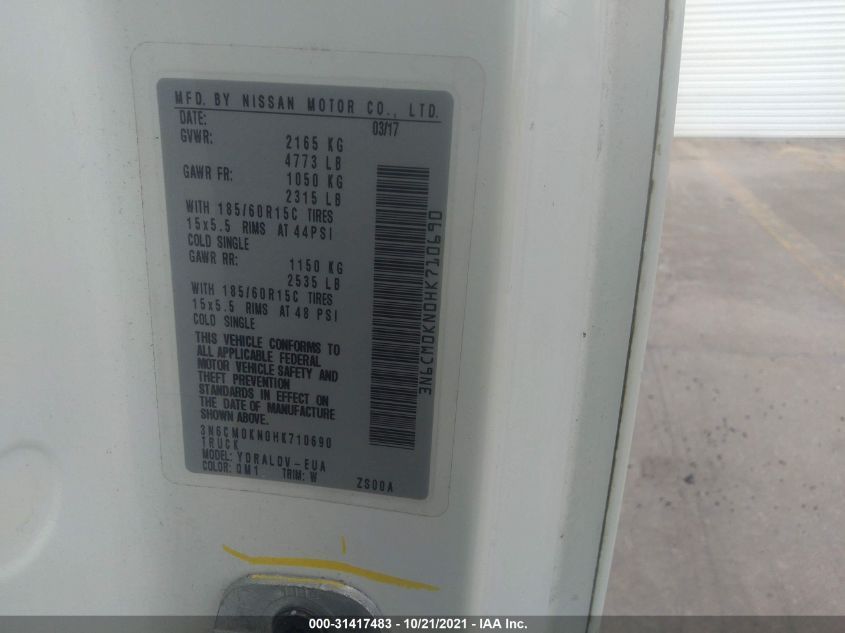 MFD. BY NISSAN MOTOR CO., LTD.
DATE: 03/17
GVWR: 2165 KG
4773 LB
GAWR FR: 1050 KG
2315 LB
WITH 185/60R15C TIRES
15x5.5 RIMS AT 44PSI
COLD SINGLE
GAWR RR: 1150 KG
2535 LB
WITH 185/60R15C TIRES
15x5.5 RIMS AT 48 PSI
COLD SINGLE
THIS VEHICLE CONFORMS TO
ALL APPLICABLE FEDERAL
MOTOR VEHICLE SAFETY AND
THEFT PREVENTION
STANDARDS IN EFFECT ON
THE DATE OF MANUFACTURE
SHOWN ABOVE.
3N6CM0KN0HK710690
TRUCK
MODEL: YDRALDV-EUA
COLOR: QM1 TRIM: W ZS00A
3N6CM0KN0HK710690
000-31417483 - 10/21/2021 - IAA Inc.